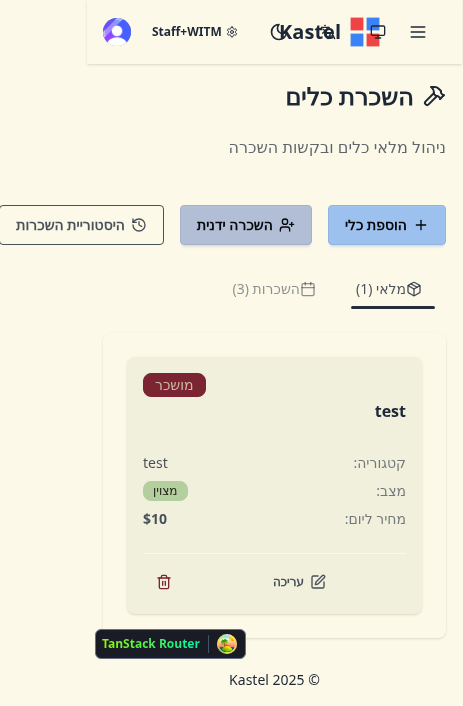 Kastel
Staff+WITM
השכרת כלים
ניהול מלאי כלים ובקשות השכרה
הוספת כלי
השכרה ידנית
היסטוריית השכרות
מלאי (1)
השכרות (3)
מושכר
test
קטגוריה: test
מצב: מצוין
מחיר ליום: $10
עריכה
TanStack Router
Kastel 2025 ©